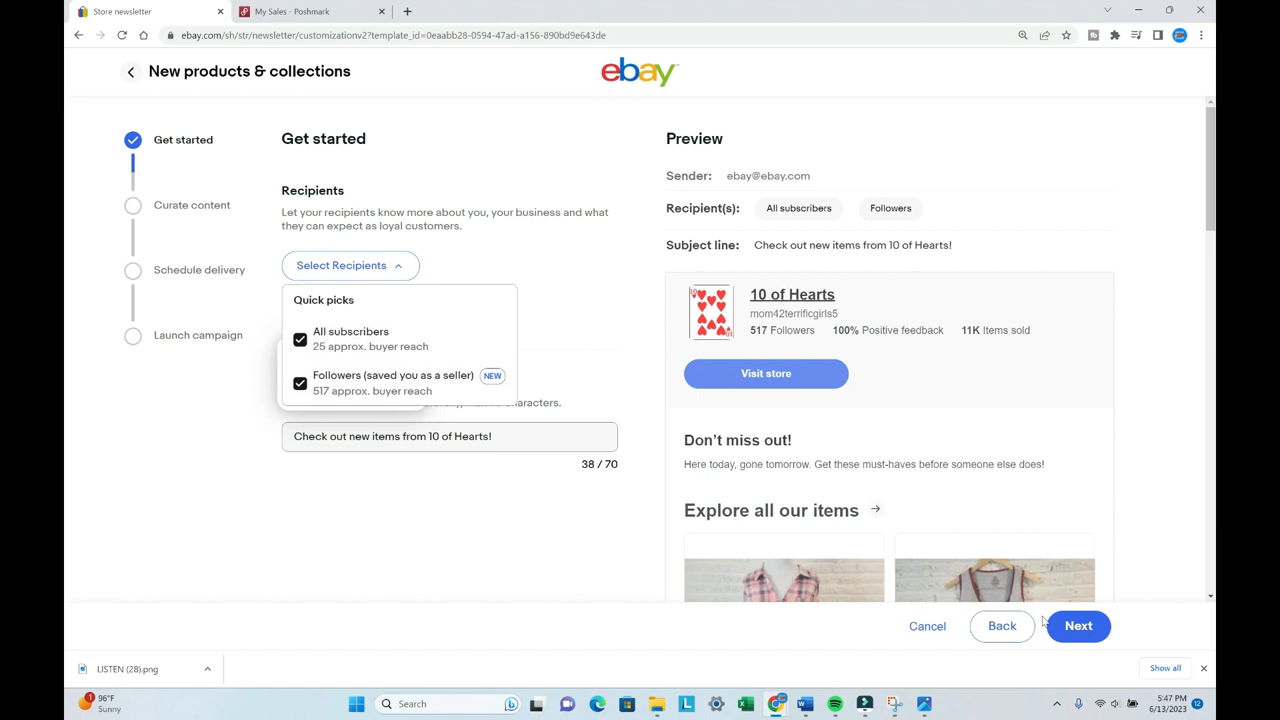 Store newsletter
My Sales - Poshmark
ebay.com/sh/str/newsletter/customizationv2?template_id=0eaabb28-0594-47ad-a156-890bd9e643de
New products & collections
ebay
Get started
Curate content
Schedule delivery
Launch campaign
Get started
Recipients
Let your recipients know more about you, your business and what
they can expect as loyal customers.
Select Recipients
Quick picks
All subscribers
25 approx. buyer reach
Followers (saved you as a seller) NEW
517 approx. buyer reach
characters.
Check out new items from 10 of Hearts!
38 / 70
Preview
Sender: ebay@ebay.com
Recipient(s): All subscribers Followers
Subject line: Check out new items from 10 of Hearts!
10 of Hearts
mom42terrificgirls5
517 Followers 100% Positive feedback 11K Items sold
Visit store
Don't miss out!
Here today, gone tomorrow. Get these must-haves before someone else does!
Explore all our items
Cancel Back Next
LISTEN (28).png
Show all
1
96°F
Sunny
Search
L
5:47 PM
6/13/2023
12